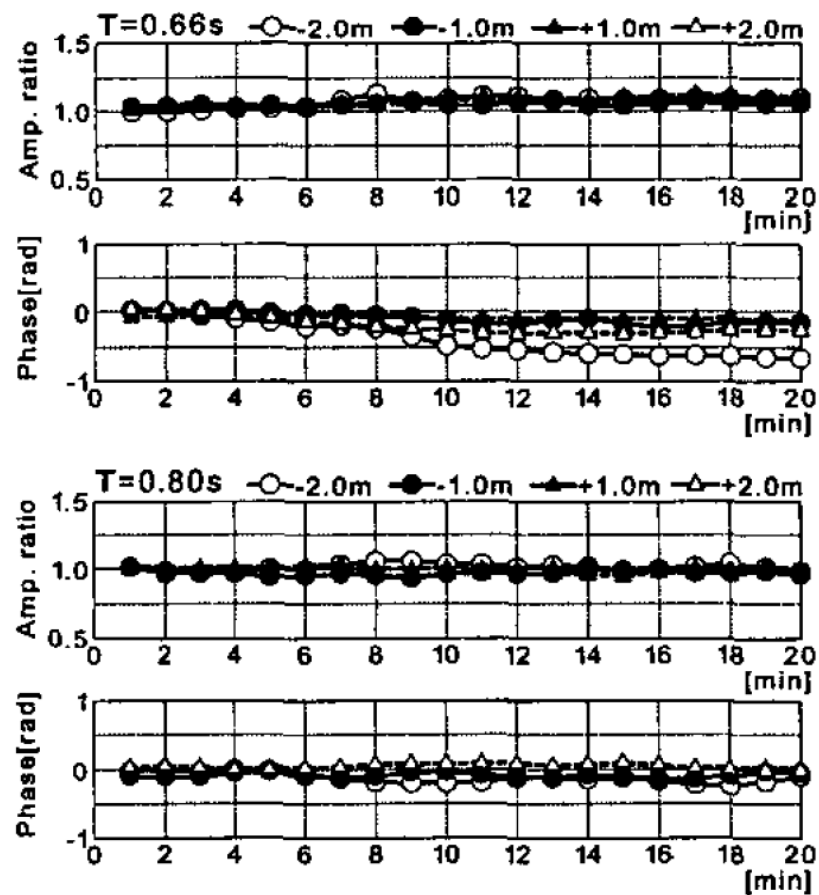 T=0.66s -2.0m -1.0m +1.0m +2.0m
1.5
Amp. ratio
1.0
0.5
0 2 4 6 8 10 12 14 16 18 20
[min]
1
Phase[rad]
0
-1
0 2 4 6 8 10 12 14 16 18 20
[min]
T=0.80s -2.0m -1.0m +1.0m +2.0m
1.5
Amp. ratio
1.0
0.5
0 2 4 6 8 10 12 14 16 18 20
[min]
1
Phase[rad]
0
-1
0 2 4 6 8 10 12 14 16 18 20
[min]